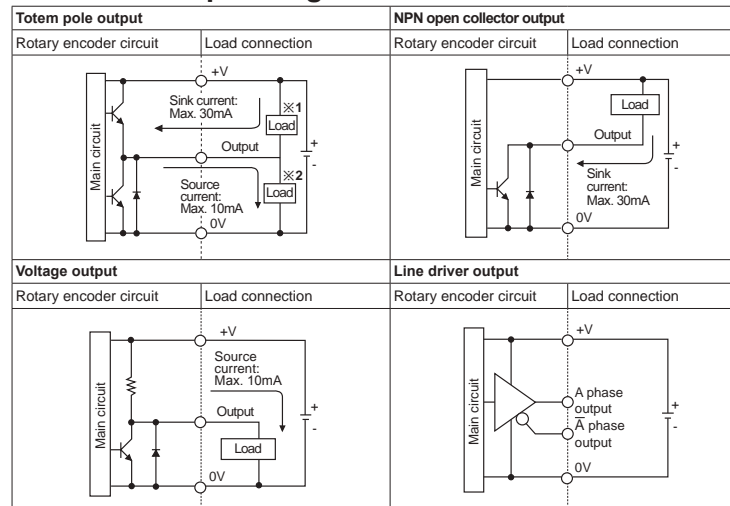 Totem pole output
Rotary encoder circuit
Load connection
Main circuit
+V
Sink current:
Max. 30mA
※1
Load
Output
※2
Load
Source
current:
Max. 10mA
0V
+
-
NPN open collector output
Rotary encoder circuit
Load connection
Main circuit
+V
Load
Output
Sink
current:
Max. 30mA
0V
+
-
Voltage output
Rotary encoder circuit
Load connection
Main circuit
+V
Source
current:
Max. 10mA
Output
Load
0V
+
-
Line driver output
Rotary encoder circuit
Load connection
Main circuit
+V
A phase
output
A̅ phase
output
0V
+
-